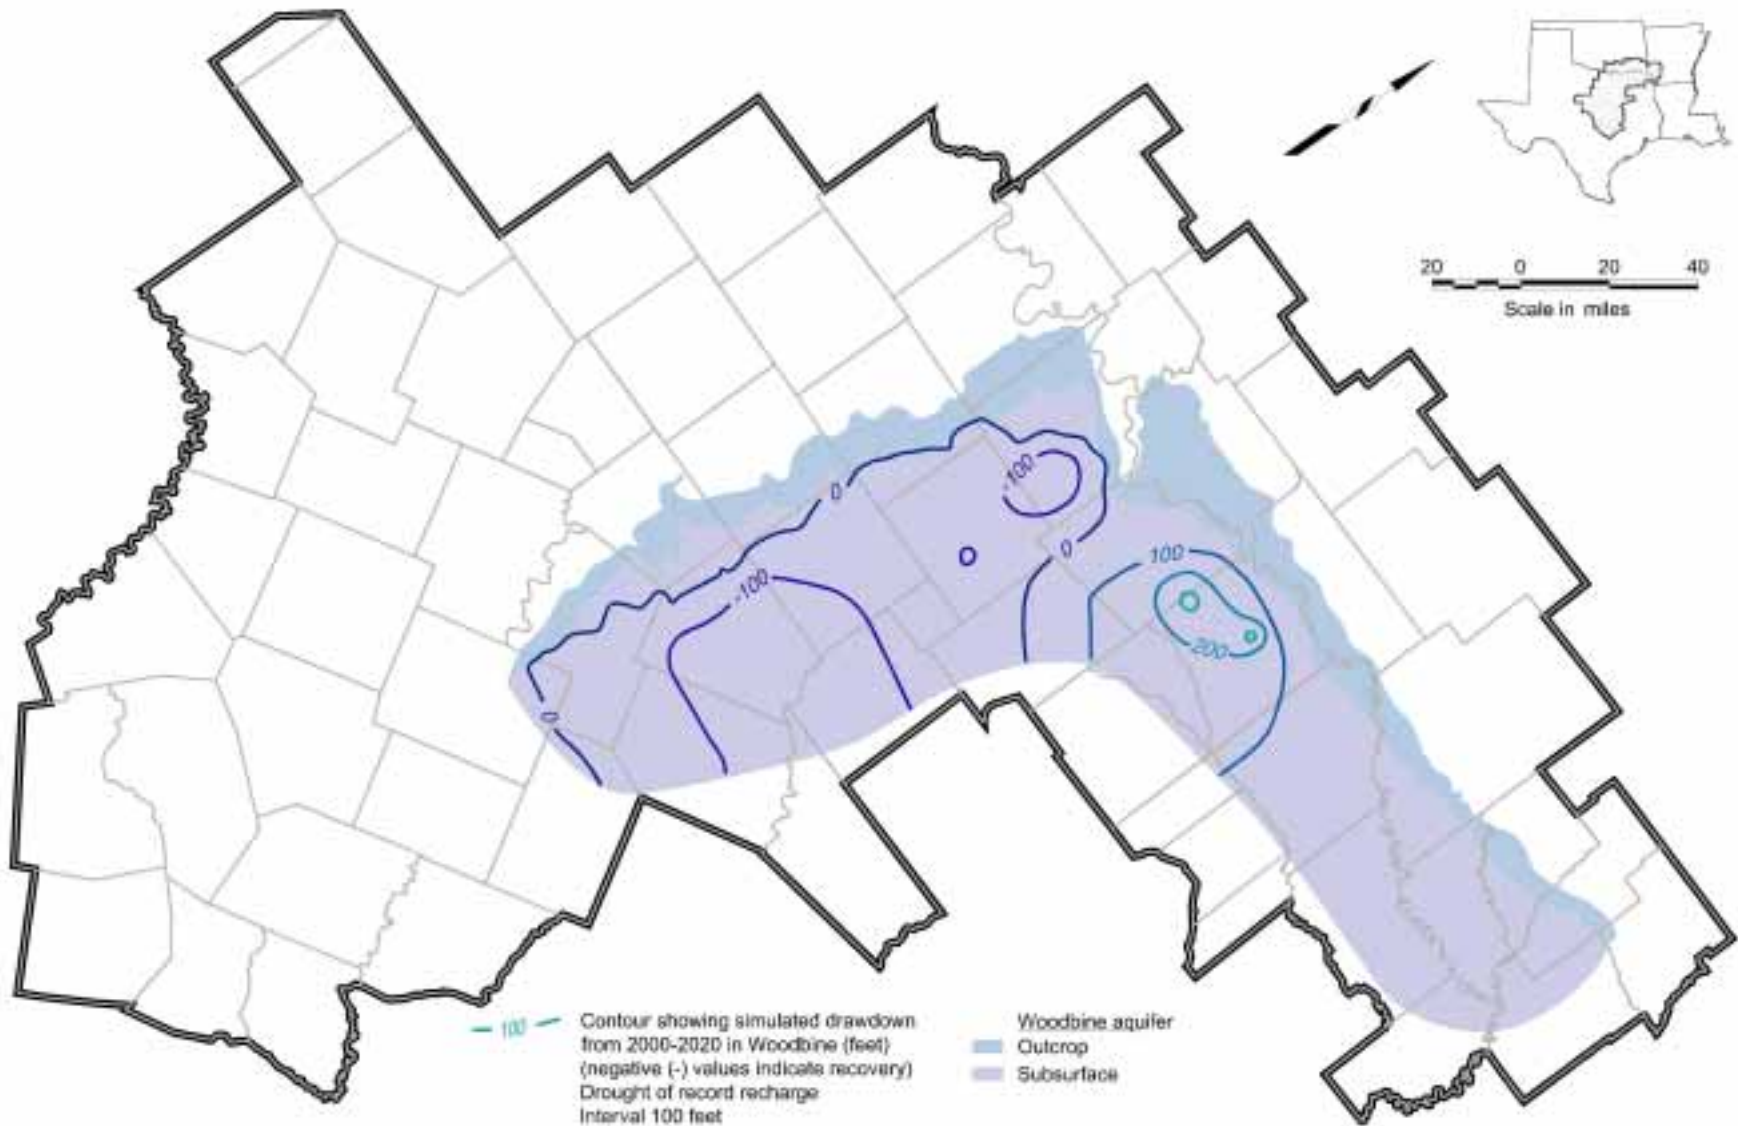 20 0 20 40
Scale in miles
-100
0
0
100
-100
200
0
100
Contour showing simulated drawdown
from 2000-2020 in Woodbine (feet)
(negative (-) values indicate recovery)
Drought of record recharge
Interval 100 feet
Woodbine aquifer
Outcrop
Subsurface